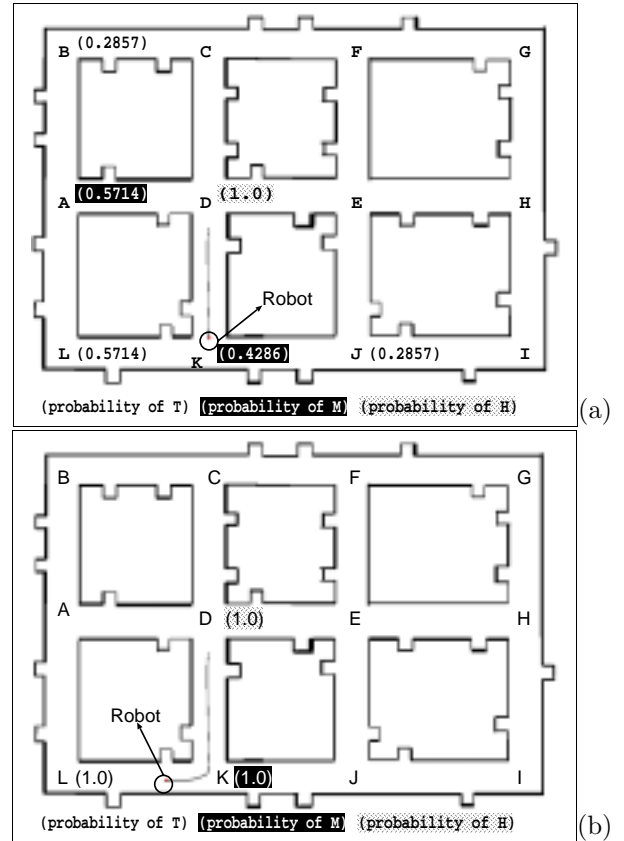 (0.2857)
B C F G
(0.5714) (1.0)
A D E H
Robot
L (0.5714) K (0.4286) J (0.2857) I
(probability of T) (probability of M) (probability of H)
(a)
B C F G
(1.0)
A D E H
Robot
L (1.0) K (1.0) J I
(probability of T) (probability of M) (probability of H)
(b)